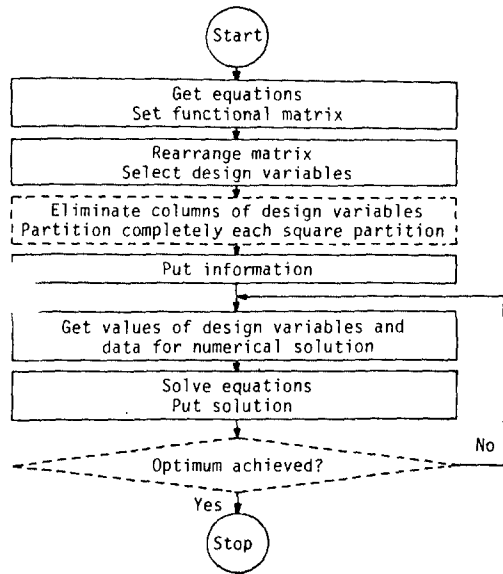 Start
Get equations
Set functional matrix
Rearrange matrix
Select design variables
Eliminate columns of design variables
Partition completely each square partition
Put information
Get values of design variables and
data for numerical solution
Solve equations
Put solution
Optimum achieved?
No
Yes
Stop